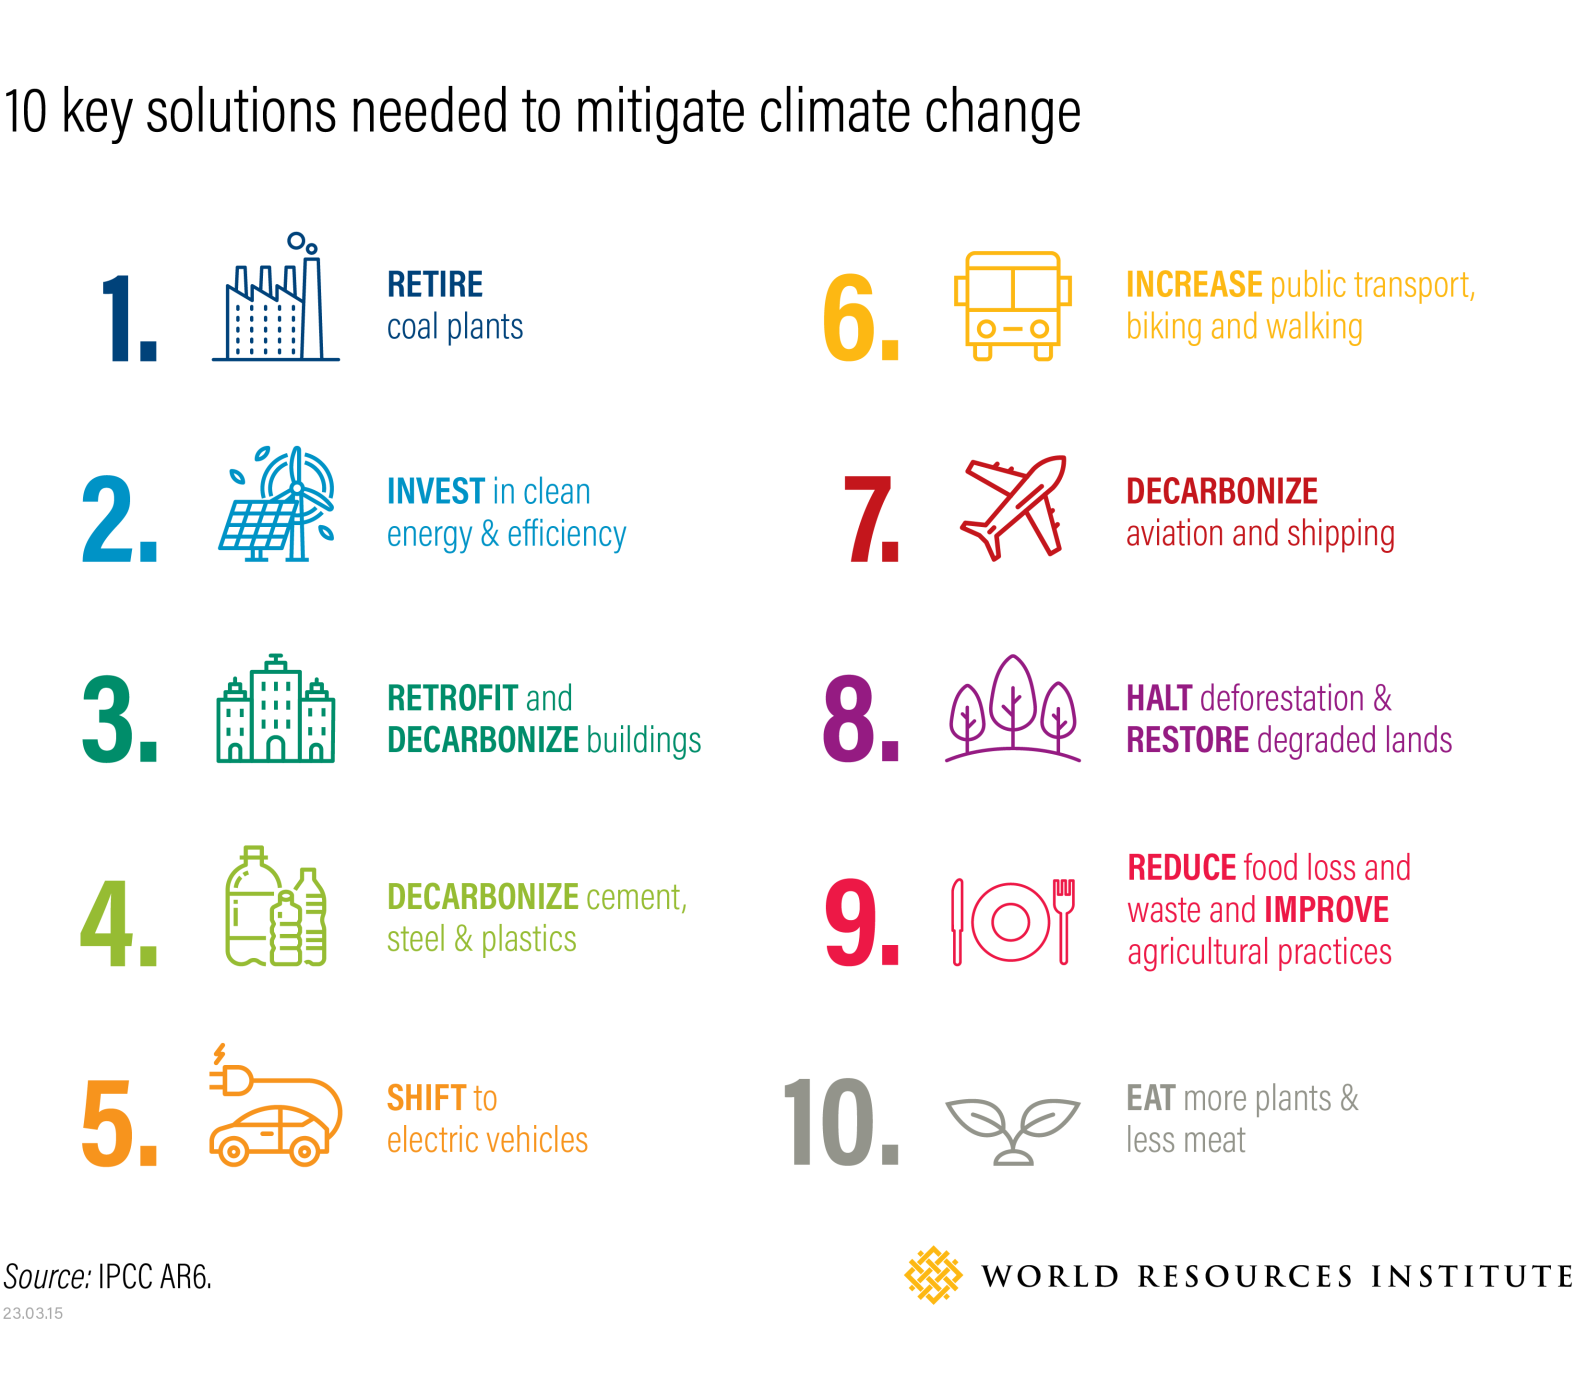 10 key solutions needed to mitigate climate change
1.
RETIRE
coal plants
2.
INVEST in clean
energy & efficiency
3.
RETROFIT and
DECARBONIZE buildings
4.
DECARBONIZE cement,
steel & plastics
5.
SHIFT to
electric vehicles
6.
INCREASE public transport,
biking and walking
7.
DECARBONIZE
aviation and shipping
8.
HALT deforestation &
RESTORE degraded lands
9.
REDUCE food loss and
waste and IMPROVE
agricultural practices
10.
EAT more plants &
less meat
Source: IPCC AR6.
23.03.15
WORLD RESOURCES INSTITUTE